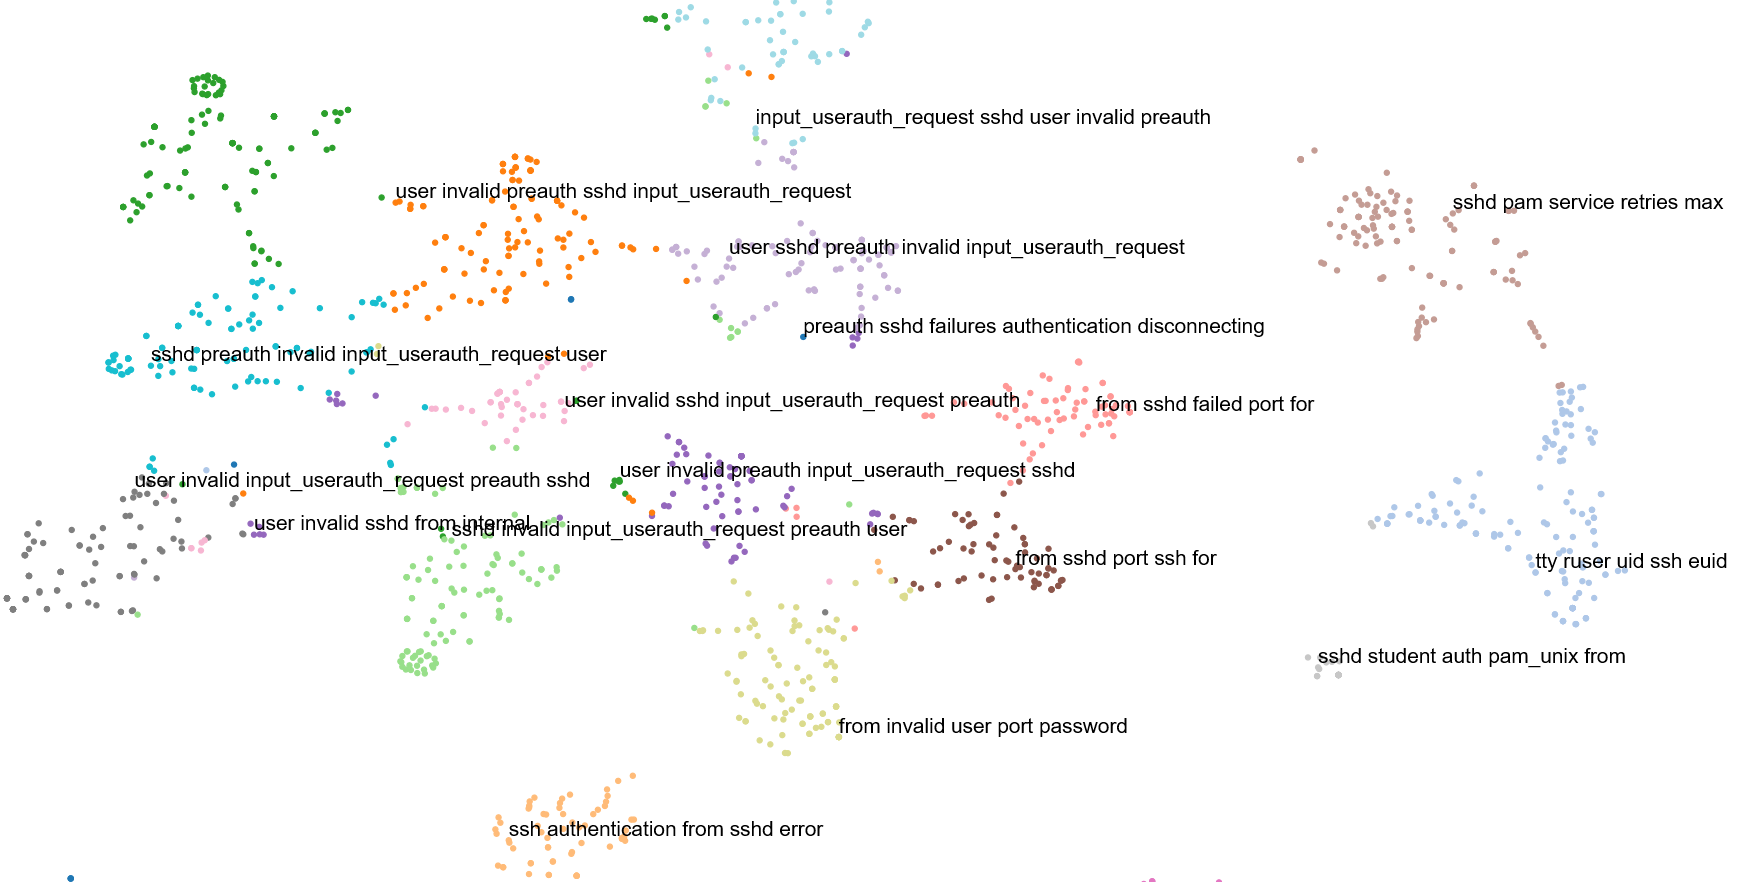 input_userauth_request sshd user invalid preauth
user invalid preauth sshd input_userauth_request
sshd pam service retries max
user sshd preauth invalid input_userauth_request
preauth sshd failures authentication disconnecting
sshd preauth invalid input_userauth_request user
user invalid sshd input_userauth_request preauth
from sshd failed port for
user invalid preauth input_userauth_request sshd
user invalid input_userauth_request preauth sshd
user invalid sshd from internal
sshd invalid input_userauth_request preauth user
from sshd port ssh for
tty ruser uid ssh euid
sshd student auth pam_unix from
from invalid user port password
ssh authentication from sshd error